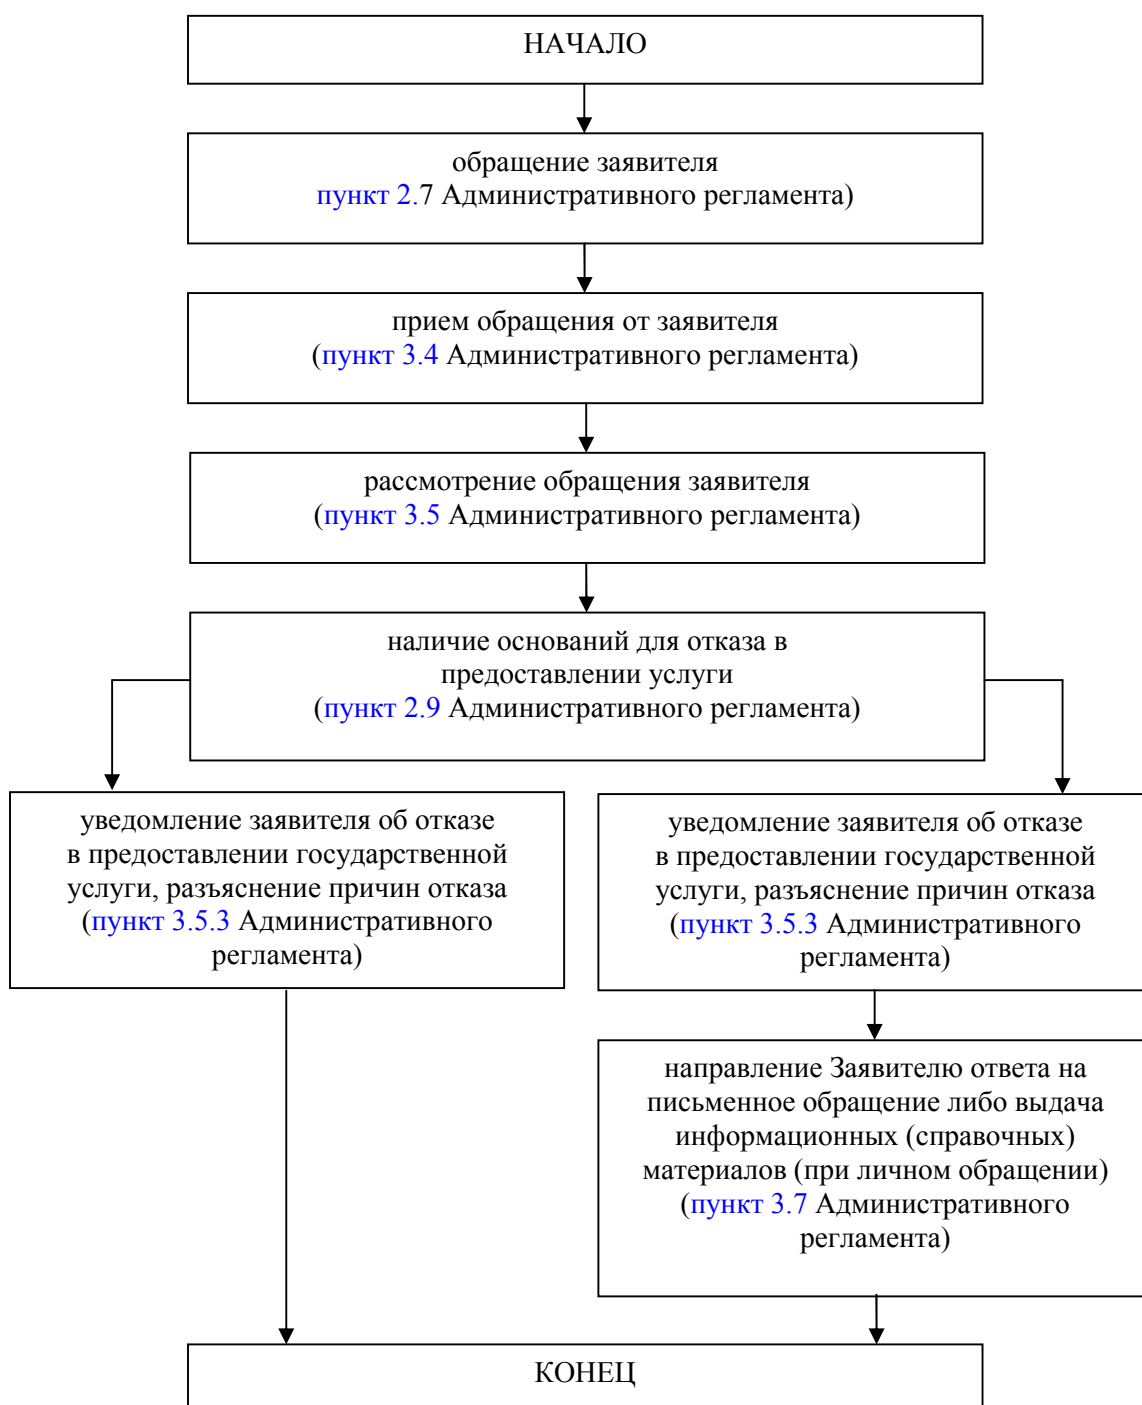 НАЧАЛО
обращение заявителя
пункт 2.7 Административного регламента)
прием обращения от заявителя
(пункт 3.4 Административного регламента)
рассмотрение обращения заявителя
(пункт 3.5 Административного регламента)
наличие оснований для отказа в
предоставлении услуги
(пункт 2.9 Административного регламента)
уведомление заявителя об отказе
в предоставлении государственной
услуги, разъяснение причин отказа
(пункт 3.5.3 Административного
регламента)
уведомление заявителя об отказе
в предоставлении государственной
услуги, разъяснение причин отказа
(пункт 3.5.3 Административного
регламента)
направление Заявителю ответа на
письменное обращение либо выдача
информационных (справочных)
материалов (при личном обращении)
(пункт 3.7 Административного
регламента)
КОНЕЦ